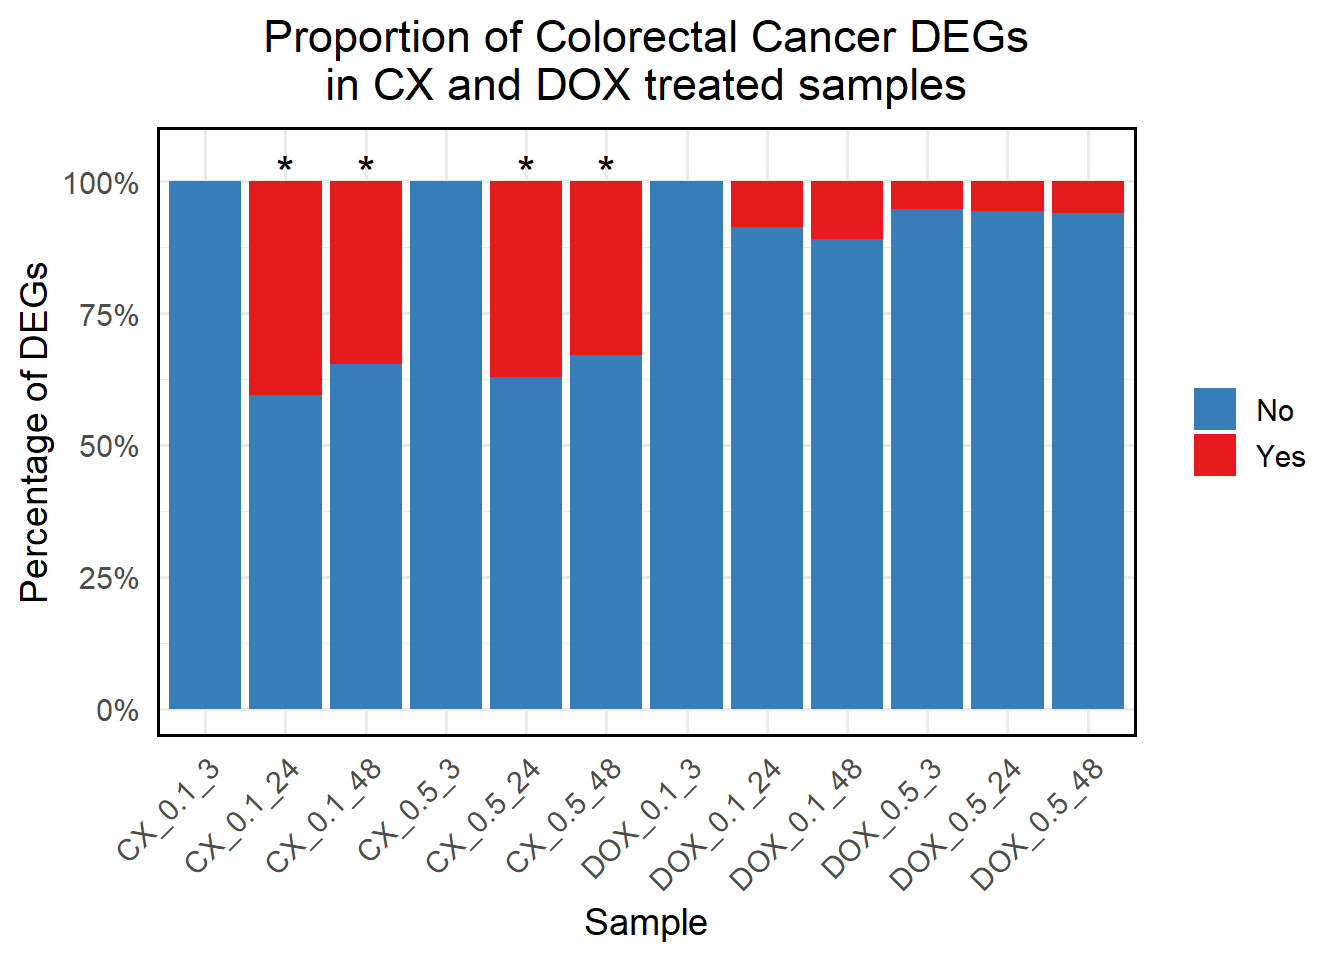 Proportion of Colorectal Cancer DEGs
in CX and DOX treated samples
* * * *
Percentage of DEGs
100%
75%
50%
25%
0%
CX_0.1_3
CX_0.1_24
CX_0.1_48
CX_0.5_3
CX_0.5_24
CX_0.5_48
DOX_0.1_3
DOX_0.1_24
DOX_0.1_48
DOX_0.5_3
DOX_0.5_24
DOX_0.5_48
Sample
No
Yes